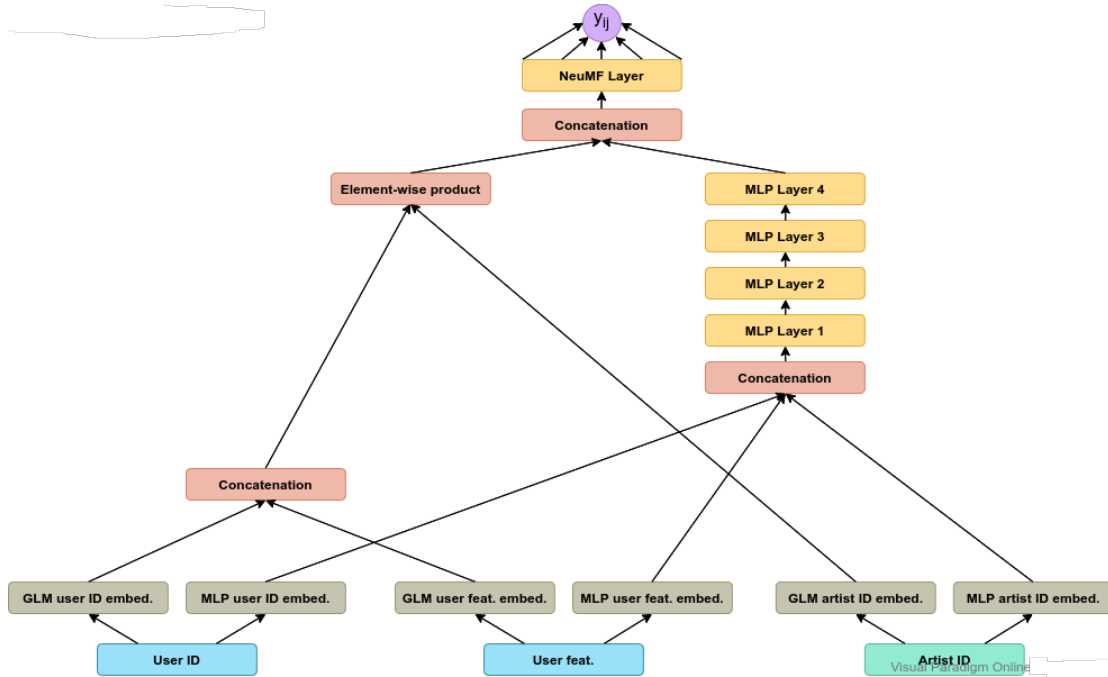 y_ij
NeuMF Layer
Concatenation
Element-wise product
MLP Layer 4
MLP Layer 3
MLP Layer 2
MLP Layer 1
Concatenation
Concatenation
GLM user ID embed.
MLP user ID embed.
GLM user feat. embed.
MLP user feat. embed.
GLM artist ID embed.
MLP artist ID embed.
User ID
User feat.
Artist ID
Visual Paradigm Online